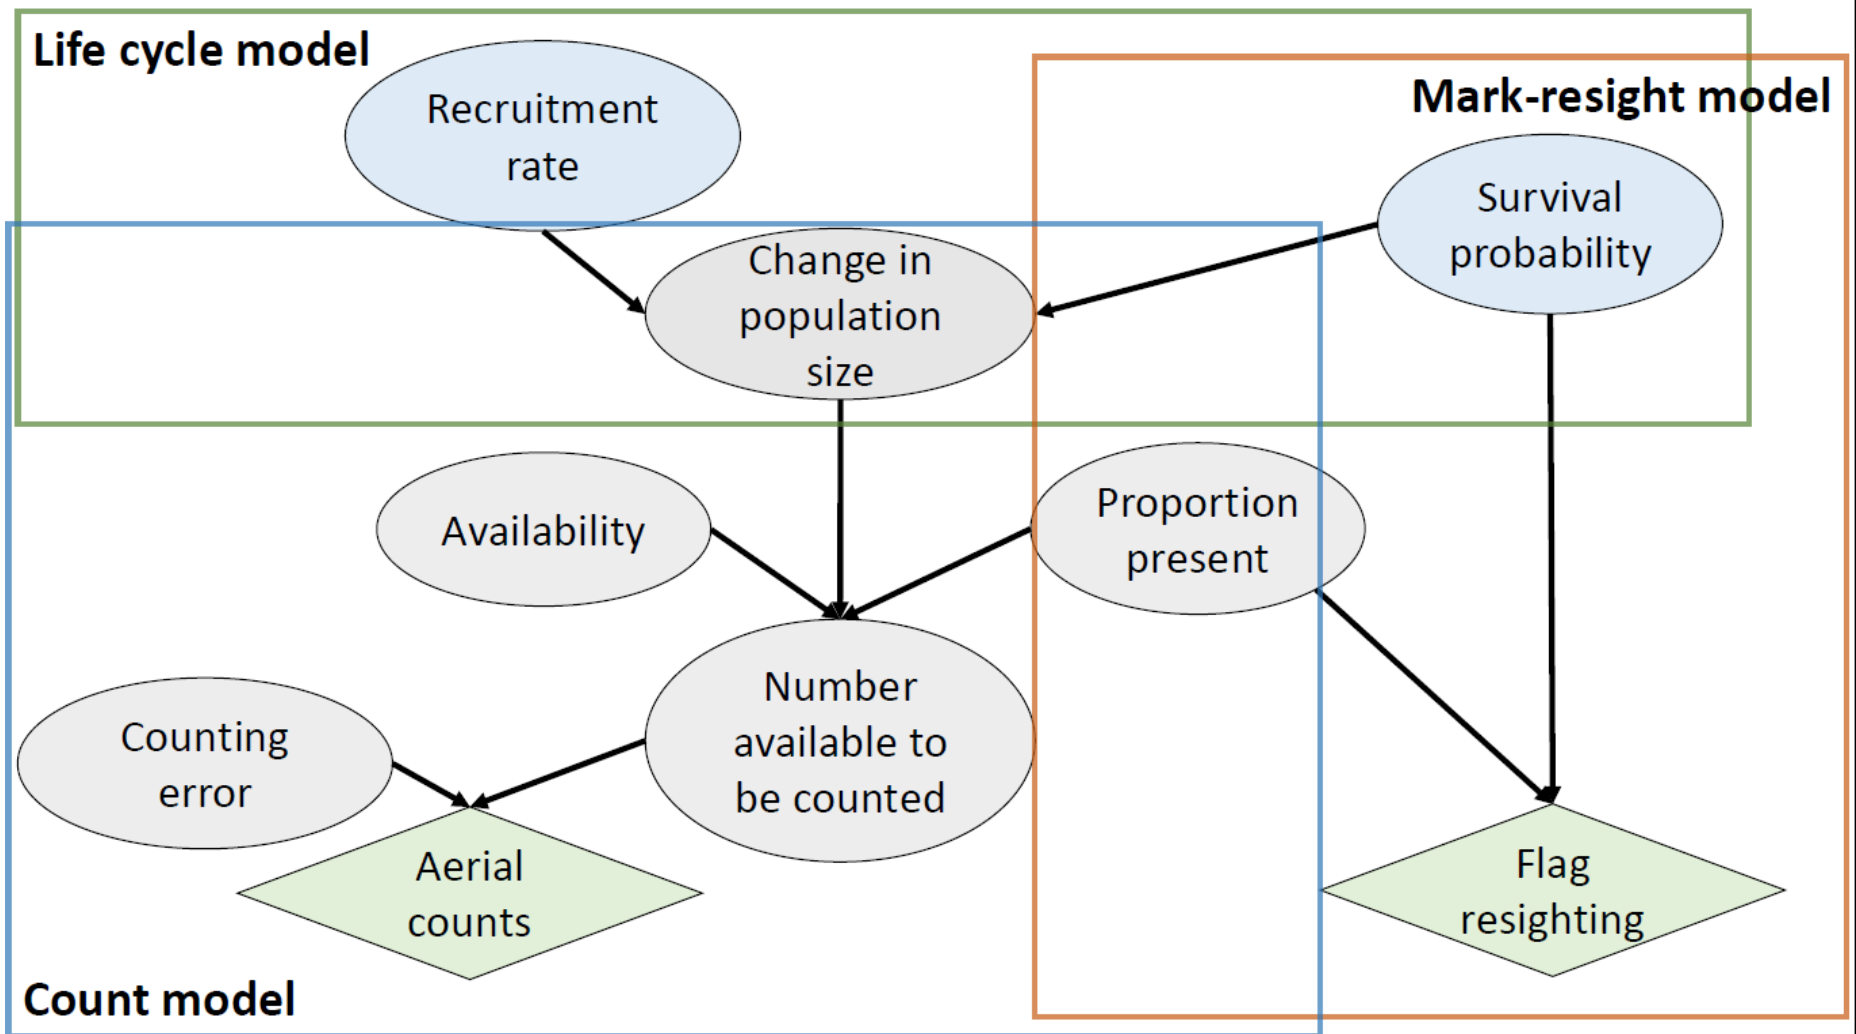 Life cycle model
Mark-resight model
Recruitment
rate
Survival
probability
Change in
population
size
Availability
Proportion
present
Number
available to
be counted
Counting
error
Aerial
counts
Flag
resighting
Count model